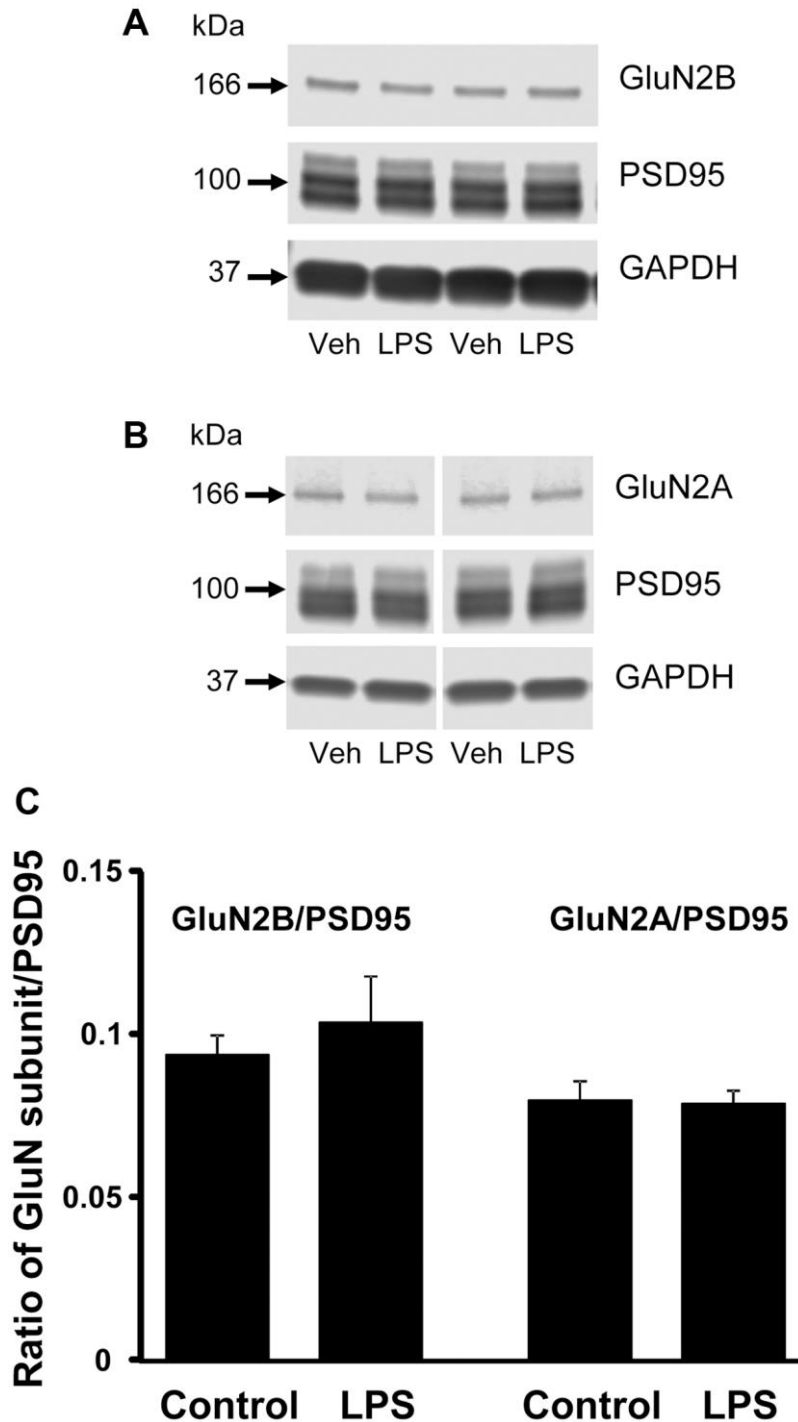 A kDa
166 GluN2B
100 PSD95
37 GAPDH
Veh LPS Veh LPS
B kDa
166 GluN2A
100 PSD95
37 GAPDH
Veh LPS Veh LPS
C
Ratio of GluN subunit/PSD95
0.15
GluN2B/PSD95 GluN2A/PSD95
0.1
0.05
0
Control LPS Control LPS